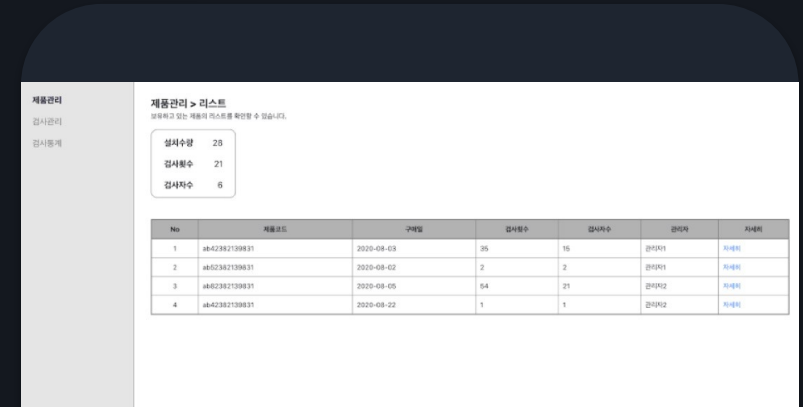 제품관리
검사관리
검사통계
제품관리 > 리스트
보유하고 있는 제품의 리스트를 확인할 수 있습니다.
설치수량 28
검사횟수 21
검사자수 6
No 제품코드 구매일 검사횟수 검사자수 관리자 자세히
1 ab42382139831 2020-08-03 35 15 관리자1 자세히
2 ab52382139831 2020-08-02 2 2 관리자1 자세히
3 ab82382139831 2020-08-05 54 21 관리자2 자세히
4 ab42382139831 2020-08-22 1 1 관리자2 자세히